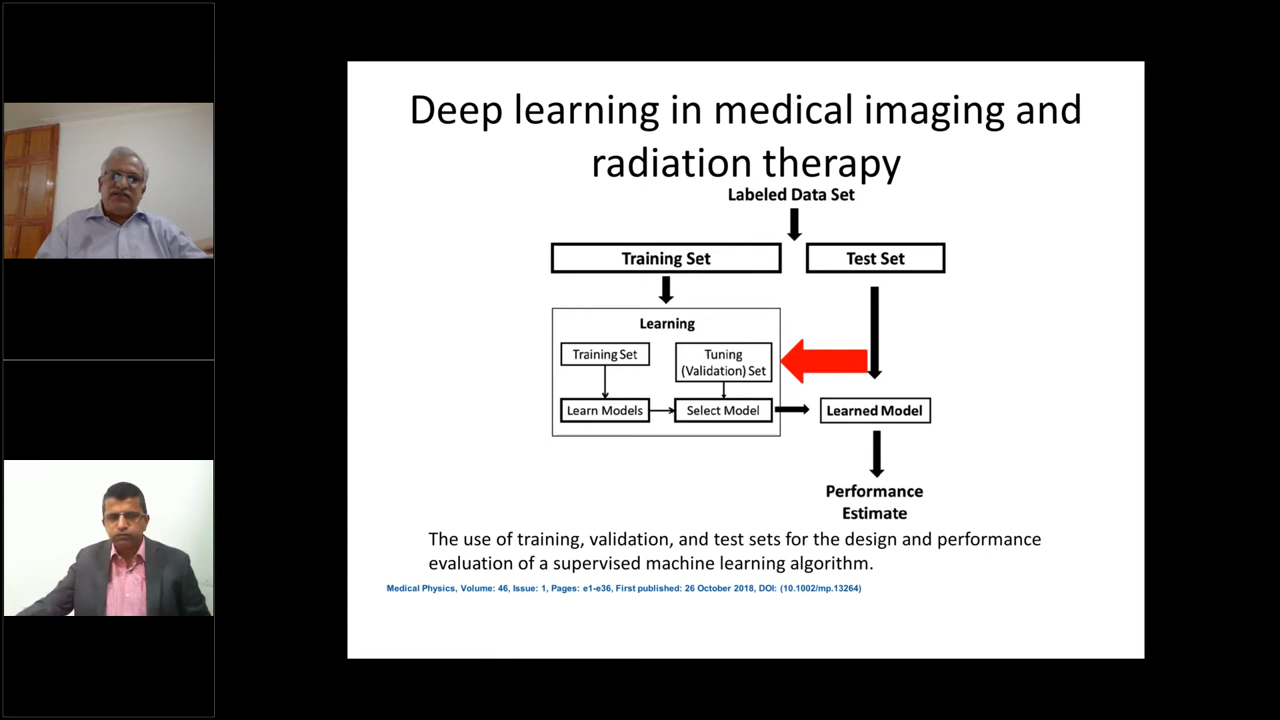 Deep learning in medical imaging and
radiation therapy
Labeled Data Set
Training Set
Test Set
Learning
Training Set
Tuning
(Validation) Set
Learn Models
Select Model
Learned Model
Performance
Estimate
The use of training, validation, and test sets for the design and performance
evaluation of a supervised machine learning algorithm.
Medical Physics, Volume: 46, Issue: 1, Pages: e1-e36, First published: 26 October 2018, DOI: (10.1002/mp.13264)